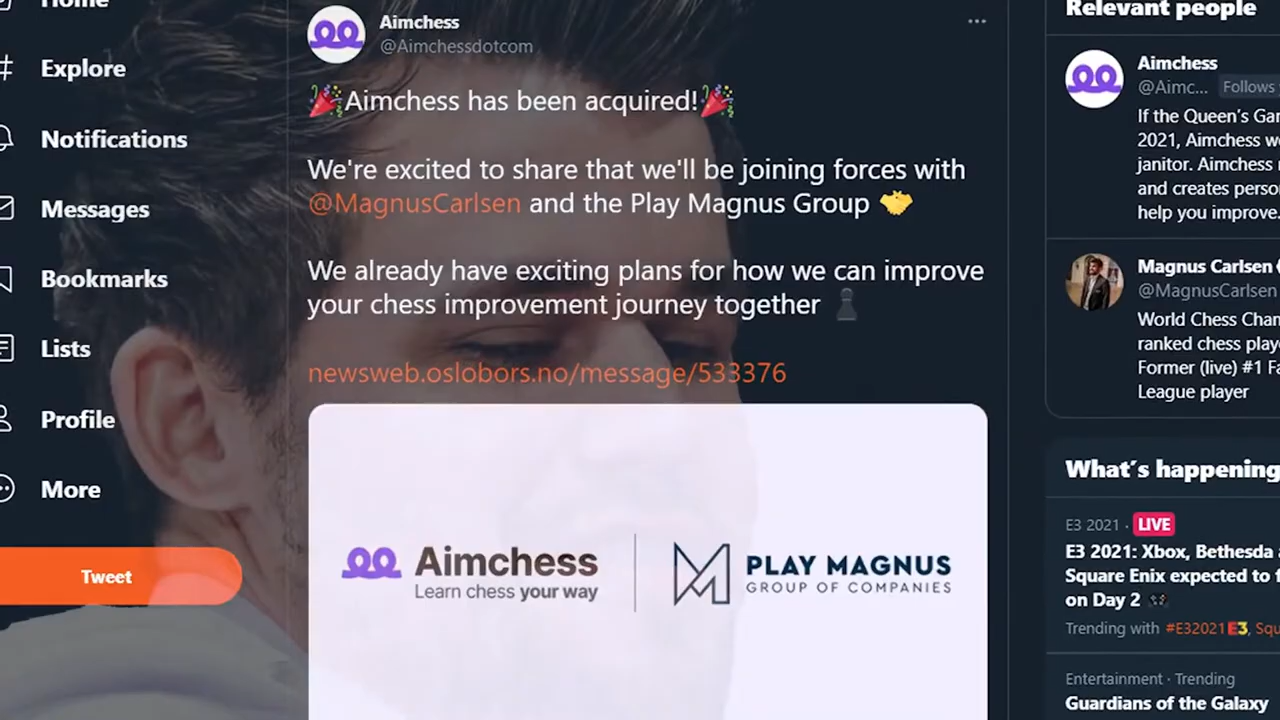 Home
Explore
Notifications
Messages
Bookmarks
Lists
Profile
More
Tweet
Aimchess
@Aimchessdotcom
🎉Aimchess has been acquired!🎉
We're excited to share that we'll be joining forces with
@MagnusCarlsen and the Play Magnus Group 🤝
We already have exciting plans for how we can improve
your chess improvement journey together ♟
newsweb.oslobors.no/message/533376
Aimchess
Learn chess your way
PLAY MAGNUS
GROUP OF COMPANIES
Relevant people
Aimchess
@Aimc... Follows
If the Queen's Gam
2021, Aimchess w
janitor. Aimchess
and creates perso
help you improve.
Magnus Carlsen
@MagnusCarlsen
World Chess Cham
ranked chess playe
Former (live) #1 Fa
League player
What's happening
E3 2021 · LIVE
E3 2021: Xbox, Bethesda
Square Enix expected to f
on Day 2
Trending with #E32021, Squ
Entertainment · Trending
Guardians of the Galaxy